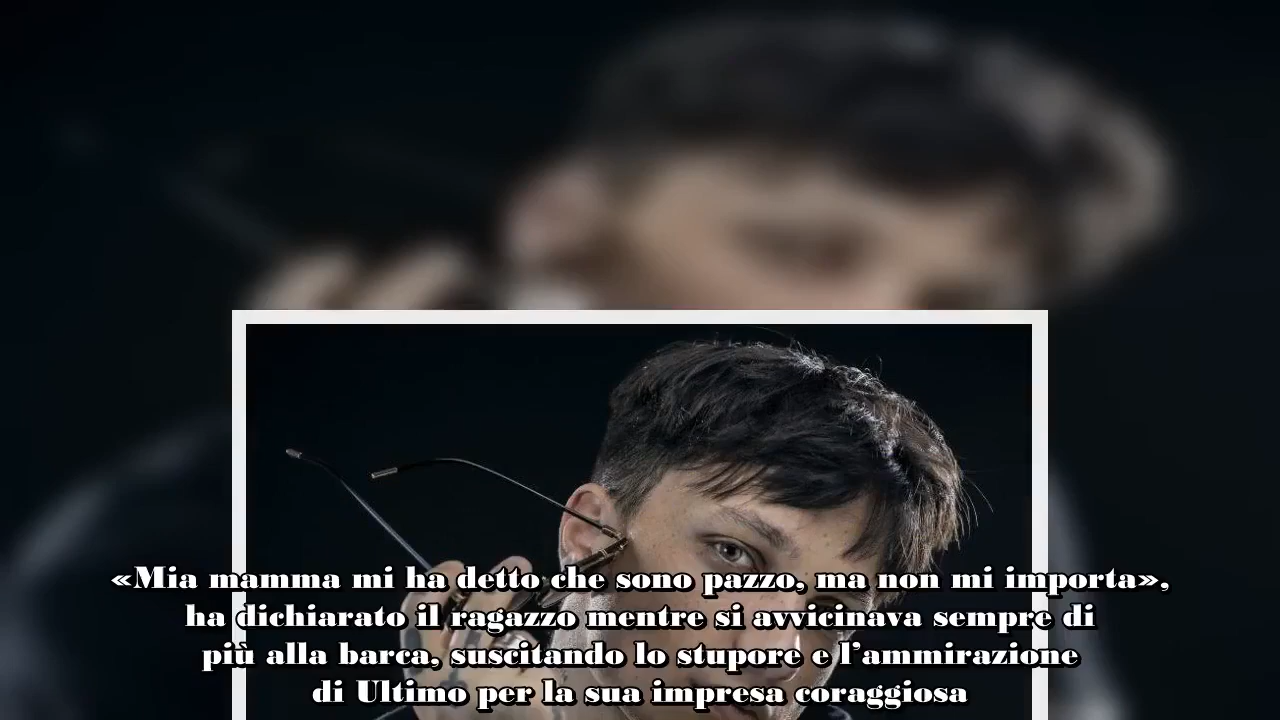 «Mia mamma mi ha detto che sono pazzo, ma non mi importa»,
ha dichiarato il ragazzo mentre si avvicinava sempre di
più alla barca, suscitando lo stupore e l'ammirazione
di Ultimo per la sua impresa coraggiosa